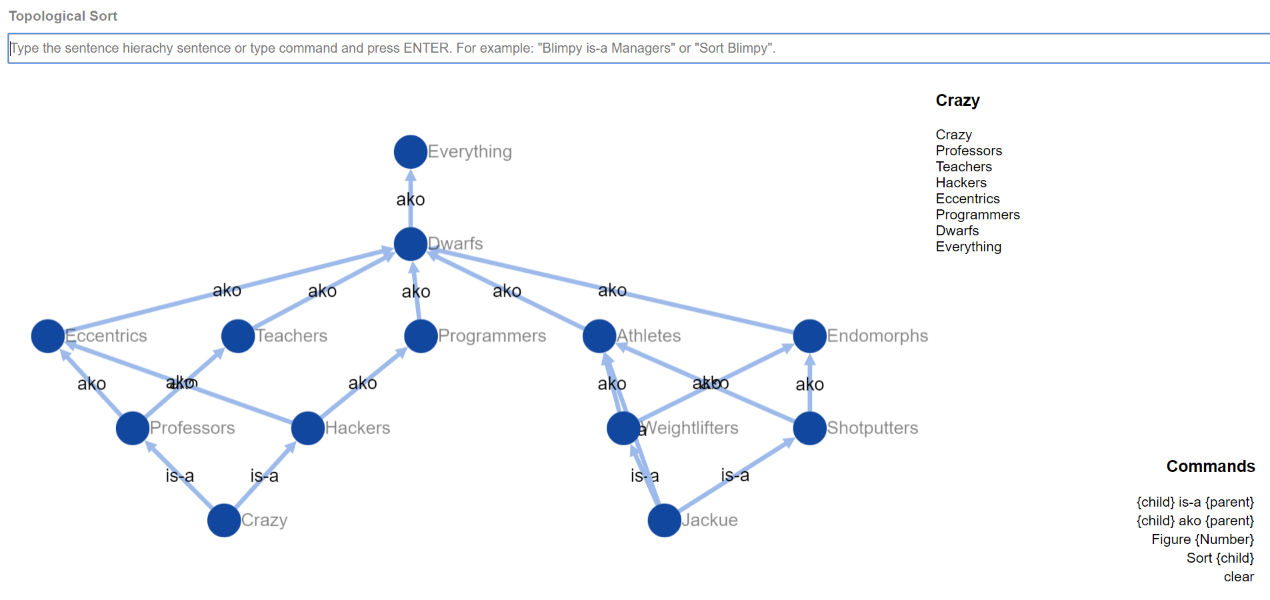 Topological Sort
Type the sentence hierachy sentence or type command and press ENTER. For example: "Blimpy is-a Managers" or "Sort Blimpy".
Crazy
Crazy
Professors
Teachers
Hackers
Eccentrics
Programmers
Dwarfs
Everything
Everything
ako
Dwarfs
ako
ako
ako
ako
ako
Eccentrics
Teachers
Programmers
Athletes
Endomorphs
ako
ako
ako
ako
ako
ako
ako
ako
Professors
Hackers
Weightlifters
Shotputters
is-a
is-a
is-a
is-a
Crazy
Jackue
Commands
{child} is-a {parent}
{child} ako {parent}
Figure {Number}
Sort {child}
clear